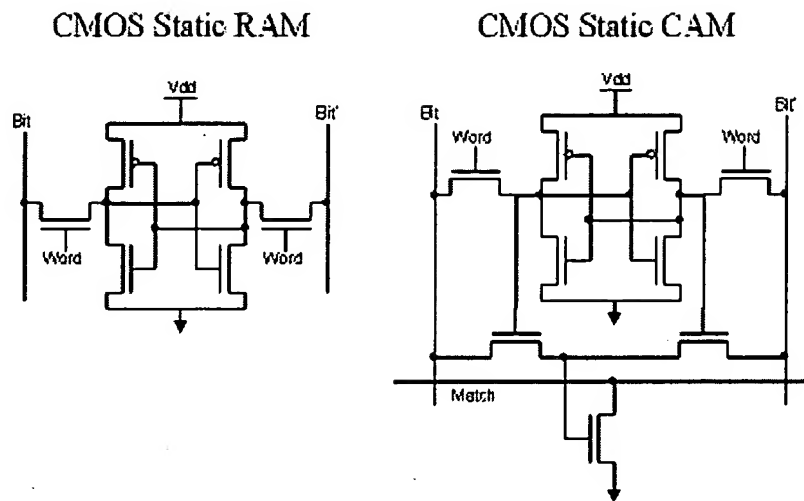 CMOS Static RAM
Vdd
Bit
Bit'
Word
Word
CMOS Static CAM
Vdd
Bit
Bit'
Word
Word
Match